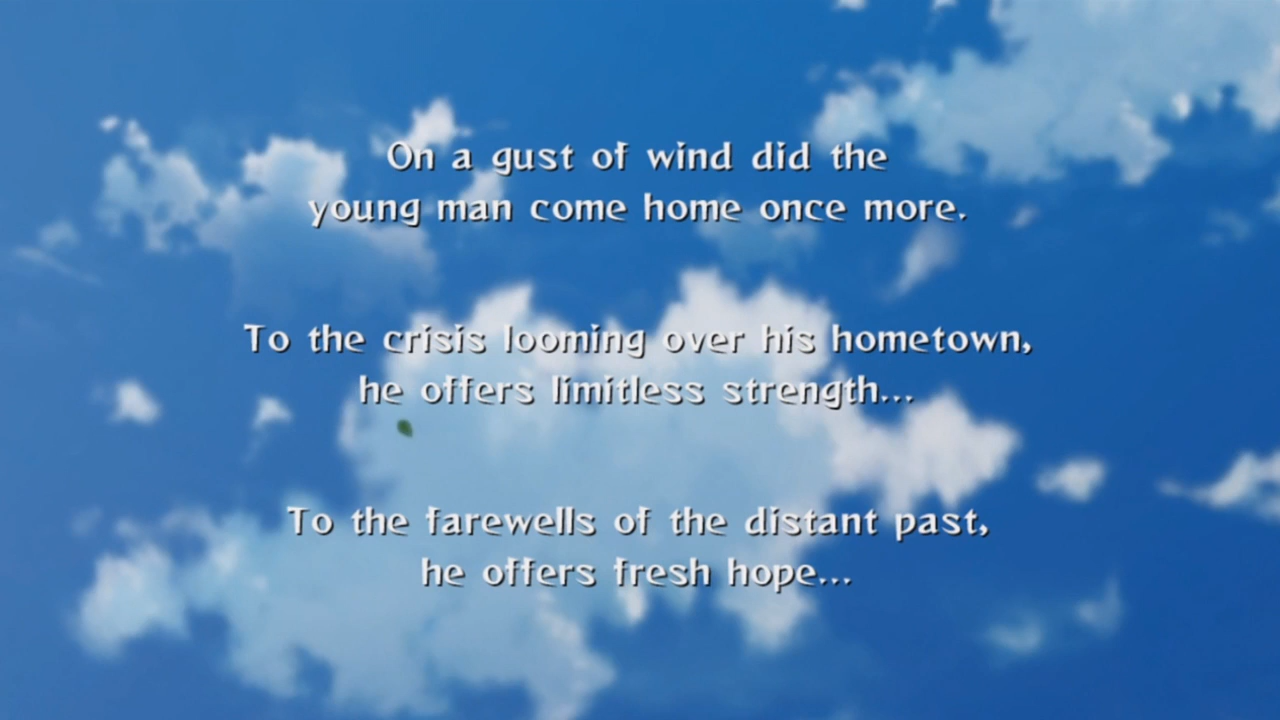 On a gust of wind did the
young man come home once more.
To the crisis looming over his hometown,
he offers limitless strength...
To the farewells of the distant past,
he offers fresh hope...